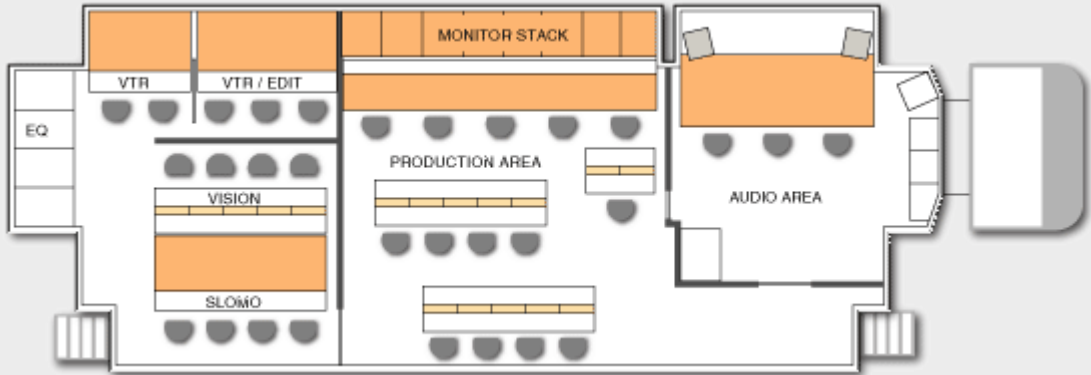 MONITOR STACK
VTR
VTR / EDIT
EQ
PRODUCTION AREA
VISION
AUDIO AREA
SLOMO